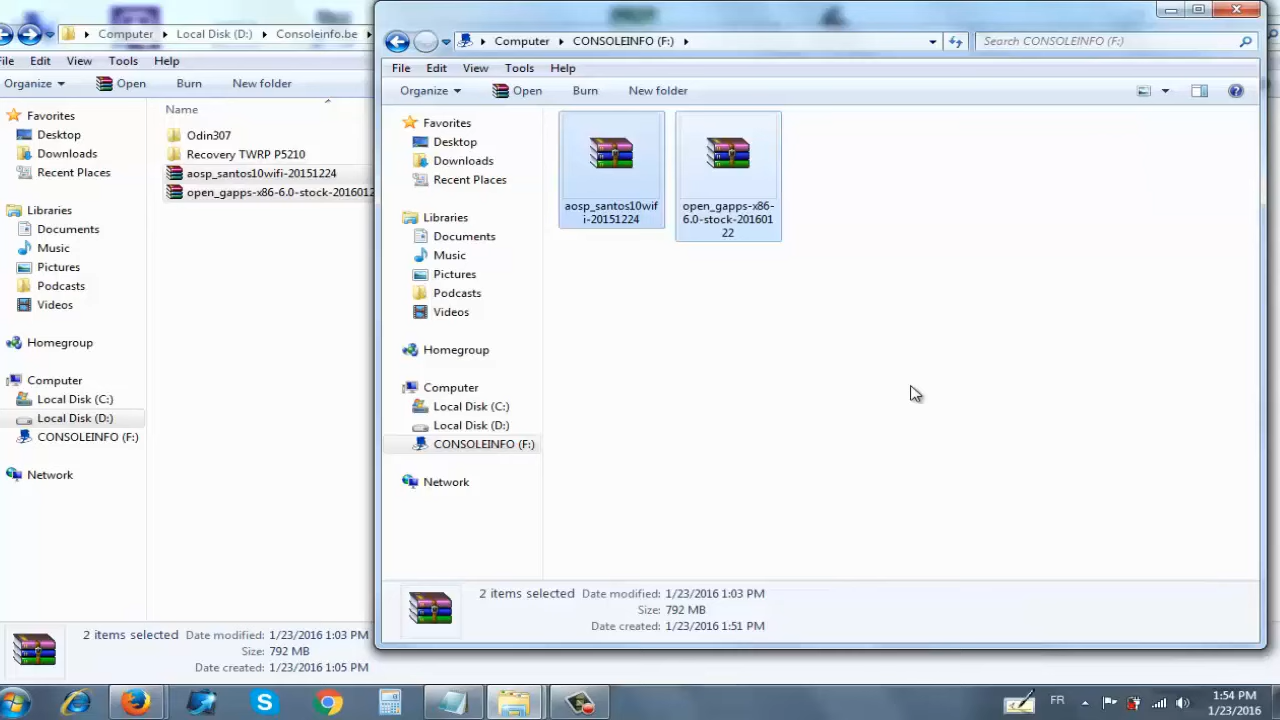 Computer Local Disk (D:) Consoleinfo.be
File Edit View Tools Help
Organize Open Burn New folder
Name
Favorites
Desktop
Downloads
Recent Places
Libraries
Documents
Music
Pictures
Podcasts
Videos
Homegroup
Computer
Local Disk (C:)
Local Disk (D:)
CONSOLEINFO (F:)
Network
Odin307
Recovery TWRP P5210
aosp_santos10wifi-20151224
open_gapps-x86-6.0-stock-201601
2 items selected Date modified: 1/23/2016 1:03 PM
Size: 792 MB
Date created: 1/23/2016 1:05 PM
Computer CONSOLEINFO (F:)
Search CONSOLEINFO (F:)
File Edit View Tools Help
Organize Open Burn New folder
Favorites
Desktop
Downloads
Recent Places
Libraries
Documents
Music
Pictures
Podcasts
Videos
Homegroup
Computer
Local Disk (C:)
Local Disk (D:)
CONSOLEINFO (F:)
Network
aosp_santos10wif
i-20151224
open_gapps-x86-
6.0-stock-201601
22
2 items selected Date modified: 1/23/2016 1:03 PM
Size: 792 MB
Date created: 1/23/2016 1:51 PM
FR
1:54 PM
1/23/2016